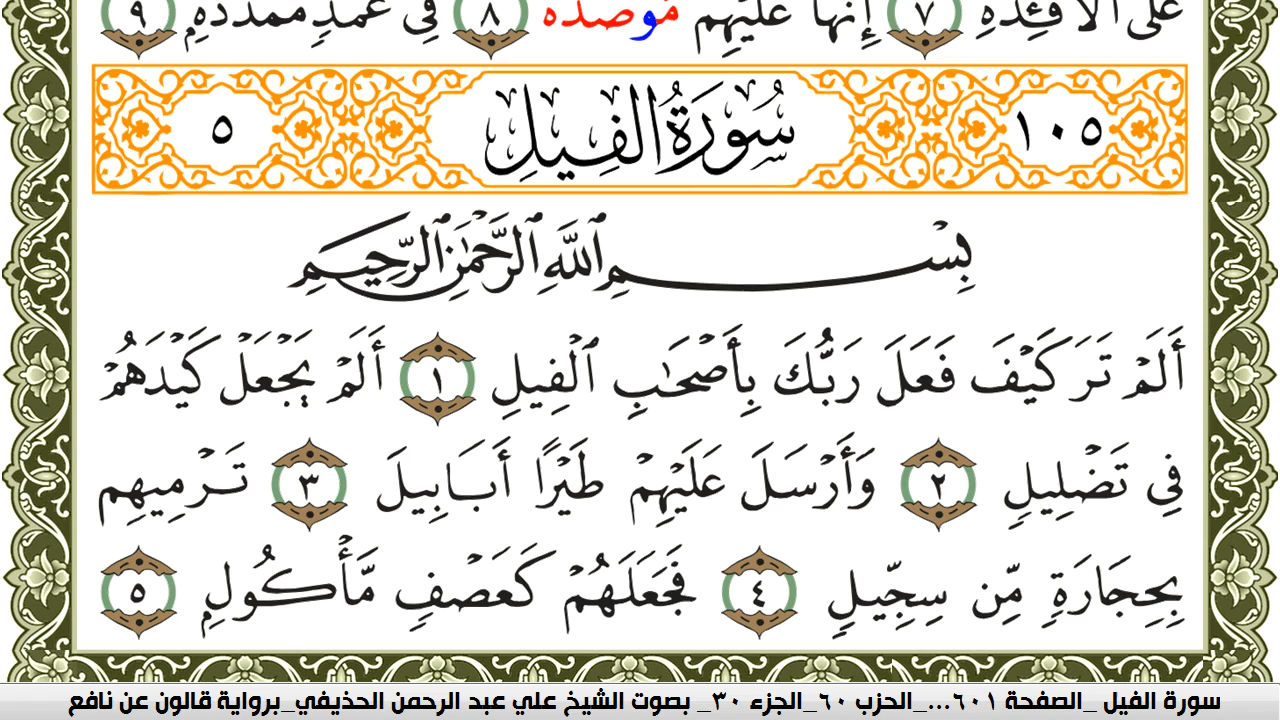 عَلَى ٱلْأَفْـِٔدَةِ ٧ إِنَّهَا عَلَيْهِم مُّوصَدَةٌ ٨ فِى عَمَدٍ مُّمَدَّدَةٍ ٩
١٠٥ سُورَةُ الفِيلِ ٥
بِسْمِ ٱللَّهِ ٱلرَّحْمَٰنِ ٱلرَّحِيمِ
أَلَمْ تَرَ كَيْفَ فَعَلَ رَبُّكَ بِأَصْحَٰبِ ٱلْفِيلِ ١ أَلَمْ يَجْعَلْ كَيْدَهُمْ
فِى تَضْلِيلٍ ٢ وَأَرْسَلَ عَلَيْهِمْ طَيْرًا أَبَابِيلَ ٣ تَرْمِيهِم
بِحِجَارَةٍ مِّن سِجِّيلٍ ٤ فَجَعَلَهُمْ كَعَصْفٍ مَّأْكُولٍ ٥
سورة الفيل _الصفحة ٦٠١..._الحزب ٦٠_الجزء ٣٠_ بصوت الشيخ علي عبد الرحمن الحذيفي_برواية قالون عن نافع